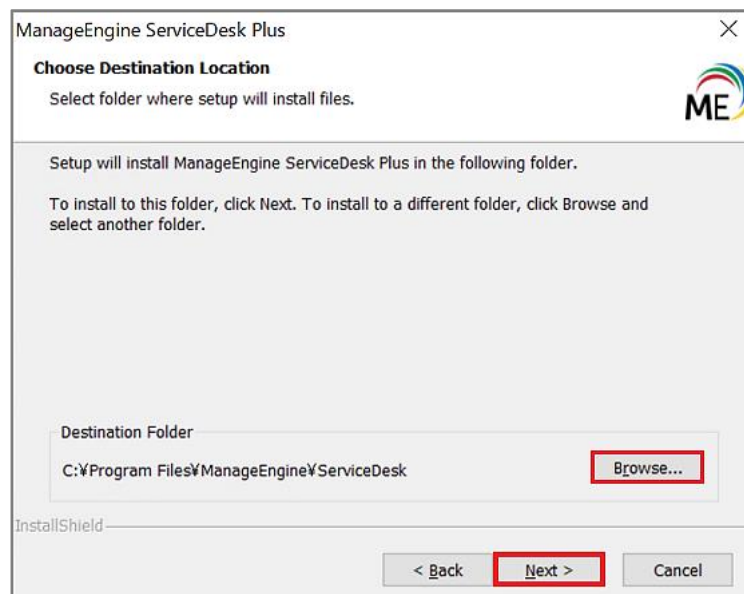 ManageEngine ServiceDesk Plus
Choose Destination Location
Select folder where setup will install files.
ME
Setup will install ManageEngine ServiceDesk Plus in the following folder.
To install to this folder, click Next. To install to a different folder, click Browse and
select another folder.
Destination Folder
C:¥Program Files¥ManageEngine¥ServiceDesk
Browse...
InstallShield
< Back
Next >
Cancel